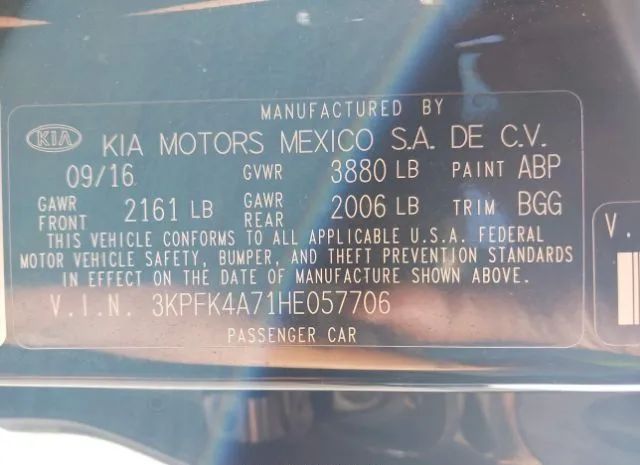 MANUFACTURED BY
KIA KIA MOTORS MEXICO S.A. DE C.V.
09/16 GVWR 3880 LB PAINT ABP
GAWR FRONT 2161 LB GAWR REAR 2006 LB TRIM BGG
THIS VEHICLE CONFORMS TO ALL APPLICABLE U.S.A. FEDERAL
MOTOR VEHICLE SAFETY, BUMPER, AND THEFT PREVENTION STANDARDS
IN EFFECT ON THE DATE OF MANUFACTURE SHOWN ABOVE.
V.I.N. 3KPFK4A71HE057706
PASSENGER CAR
V.